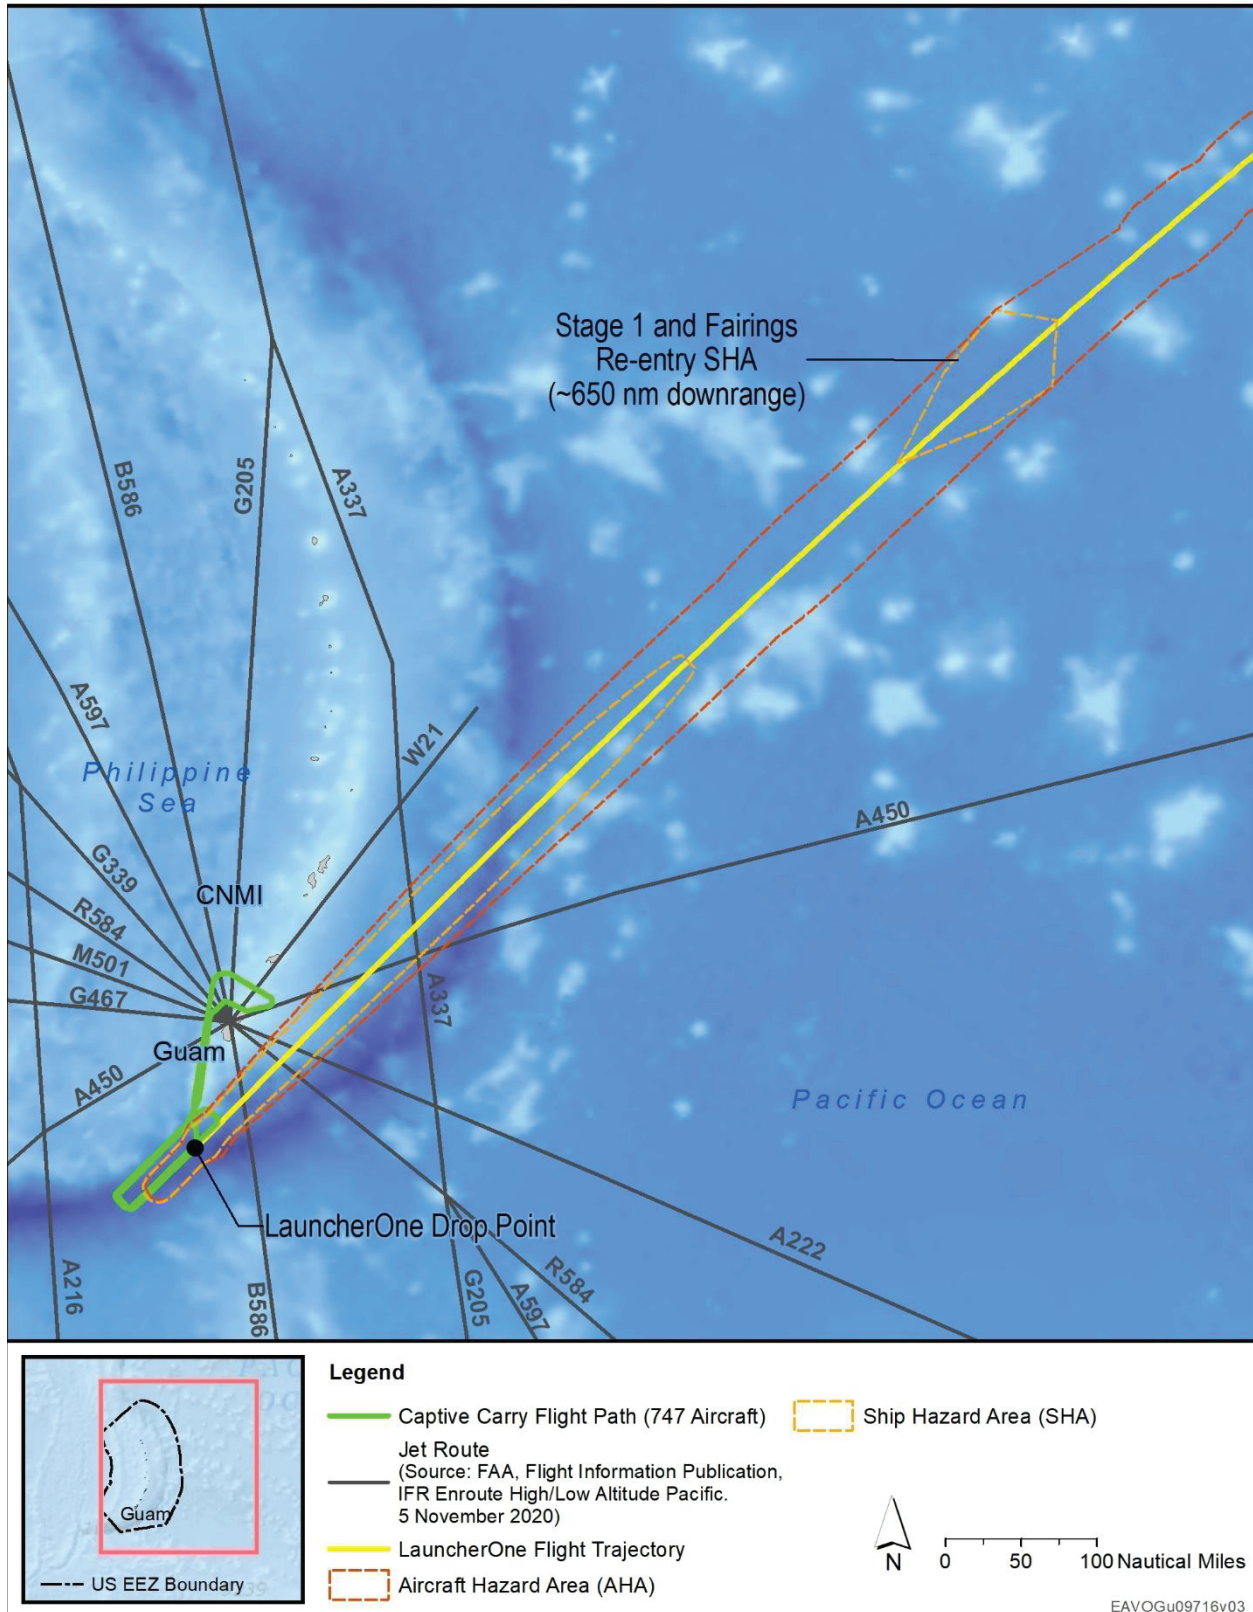 Stage 1 and Fairings
Re-entry SHA
(~650 nm downrange)
B586
G205
A337
A597
W21
Philippine
Sea
A450
G339
CNMI
R584
M501
G467
A337
Guam
A450
Pacific Ocean
LauncherOne Drop Point
A222
A216
B586
G205
A597
R584
Guam
US EEZ Boundary
Legend
Captive Carry Flight Path (747 Aircraft)
Ship Hazard Area (SHA)
Jet Route
(Source: FAA, Flight Information Publication,
IFR Enroute High/Low Altitude Pacific.
5 November 2020)
LauncherOne Flight Trajectory
Aircraft Hazard Area (AHA)
N
0 50 100 Nautical Miles
EAVOGu09716v03